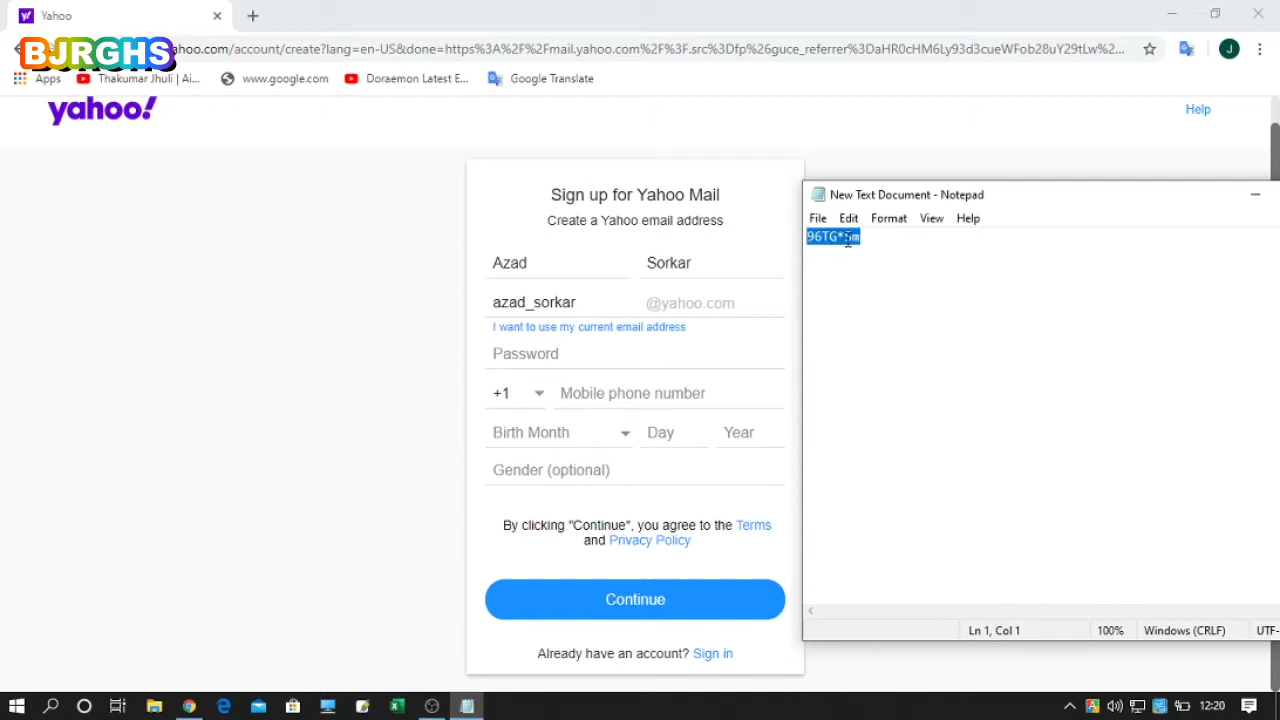 Yahoo
BJRGHS
ahoo.com/account/create?lang=en-US&done=https%3A%2F%2Fmail.yahoo.com%2F%3F.src%3Dfp%26guce_referrer%3DaHR0cHM6Ly93d3cueWFob28uY29tLw%2...
J
Apps
Thakumar Jhuli | Ai...
www.google.com
Doraemon Latest E...
Google Translate
yahoo!
Help
Sign up for Yahoo Mail
Create a Yahoo email address
Azad
Sorkar
azad_sorkar
@yahoo.com
I want to use my current email address
Password
+1
Mobile phone number
Birth Month
Day
Year
Gender (optional)
By clicking "Continue", you agree to the Terms
and Privacy Policy
Continue
Already have an account? Sign in
New Text Document - Notepad
File Edit Format View Help
96TG*5m
Ln 1, Col 1
100%
Windows (CRLF)
UTF-
12:20